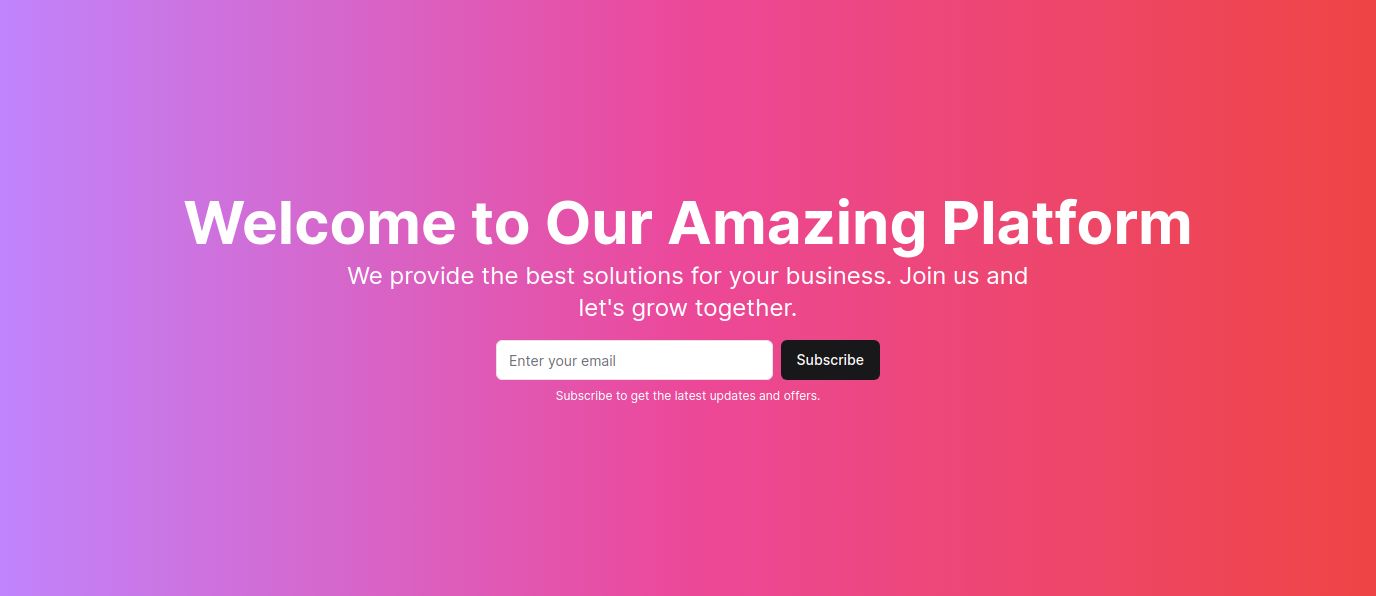 Welcome to Our Amazing Platform
We provide the best solutions for your business. Join us and
let's grow together.
Enter your email
Subscribe
Subscribe to get the latest updates and offers.